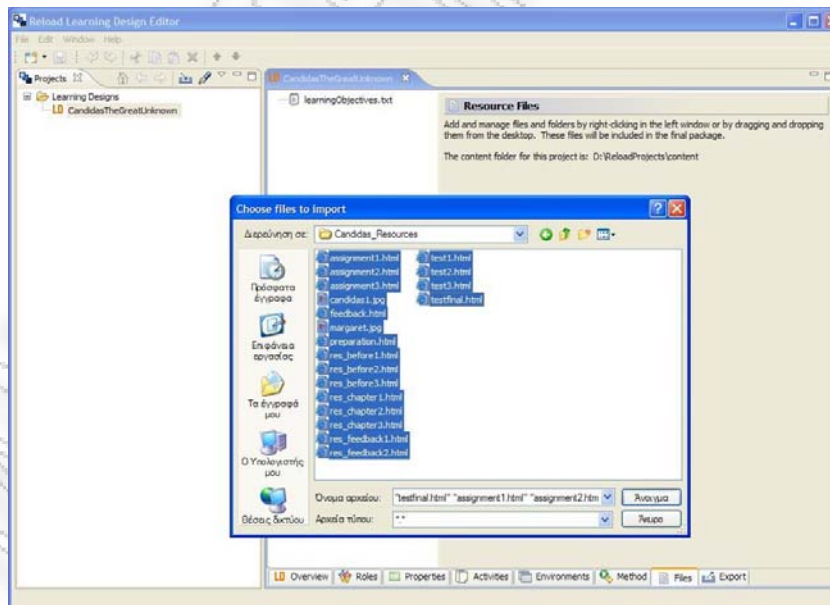 Reload Learning Design Editor
File Edit Window Help
Projects
CandidasTheGreatUnknown
Learning Designs
LD CandidasTheGreatUnknown
learningObjectives.txt
Resource Files
Add and manage files and folders by right-clicking in the left window or by dragging and dropping
them from the desktop. These files will be included in the final package.
The content folder for this project is: D:\ReloadProjects\content
Choose files to import
Διερεύνηση σε: Candidas_Resources
Πρόσφατα
έγγραφα
Επιφάνεια
εργασίας
Τα έγγραφά
μου
Ο Υπολογιστής
μου
Θέσεις δικτύου
assignment1.html
assignment2.html
assignment3.html
candidas1.jpg
feedback.html
margaret.jpg
preparation.html
res_before1.html
res_before2.html
res_before3.html
res_chapter1.html
res_chapter2.html
res_chapter3.html
res_feedback1.html
res_feedback2.html
test1.html
test2.html
test3.html
testfinal.html
Όνομα αρχείου: "testfinal.html" "assignment1.html" "assignment2.htm Άνοιγμα
Αρχεία τύπου: *.* Άκυρο
LD Overview Roles Properties Activities Environments Method Files Export